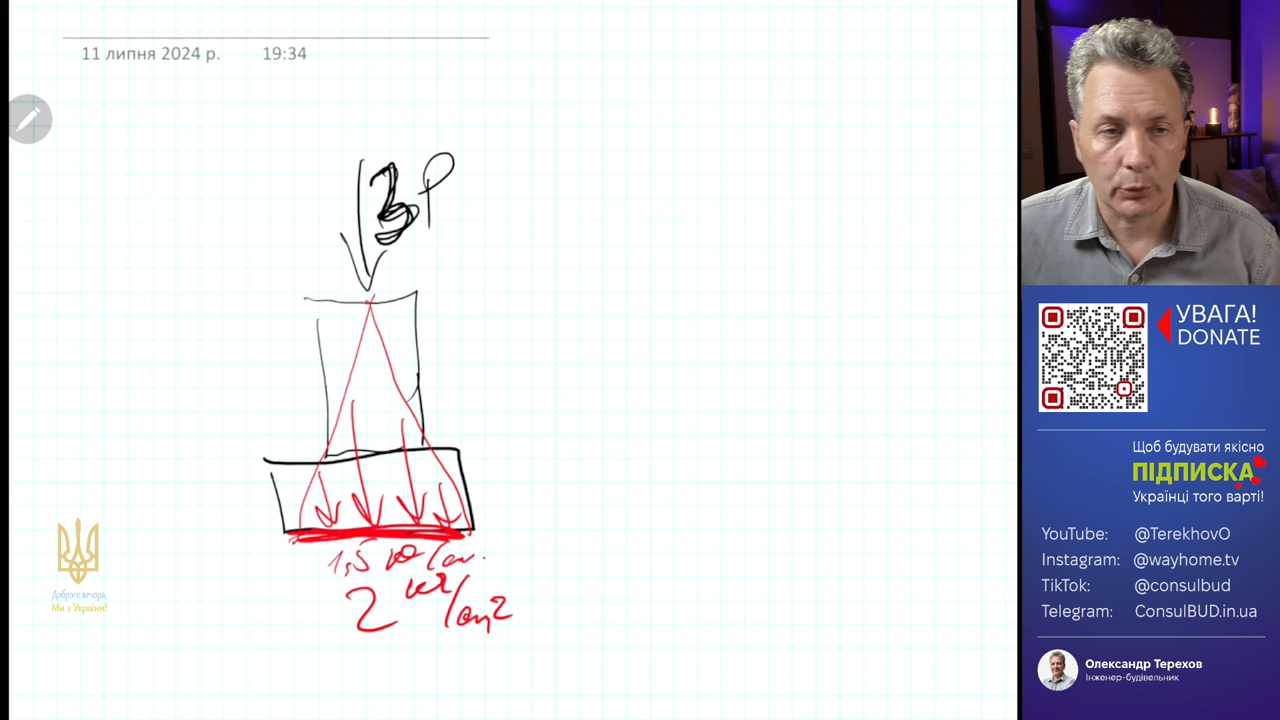 11 липня 2024 р. 19:34
P
1,5 кг/см.
2 кг/см2
УВАГА!
DONATE
Щоб будувати якісно
ПІДПИСКА
Українці того варті!
YouTube: @TerekhovO
Instagram: @wayhome.tv
TikTok: @consulbud
Telegram: ConsulBUD.in.ua
Олександр Терехов
Інженер-будівельник
Доброго вечора,
Ми з України!